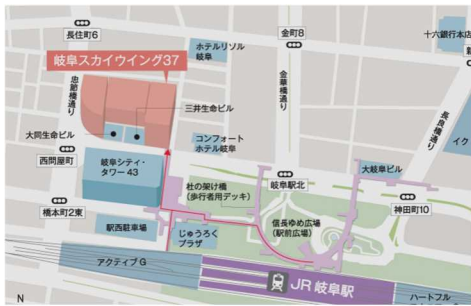 長住町6
金町8
十六銀行本店
ホテルリソル
岐阜
岐阜スカイウイング37
忠節橋通り
金華橋通り
長良橋通り
三井生命ビル
大同生命ビル
コンフォート
ホテル岐阜
イク
西問屋町
岐阜シティ・
タワー43
大岐阜ビル
杜の架け橋
(歩行者用デッキ)
岐阜駅北
橋本町2東
神田町10
信長ゆめ広場
(駅前広場)
駅西駐車場
じゅうろく
プラザ
アクティブG
JR岐阜駅
ハートフル
N